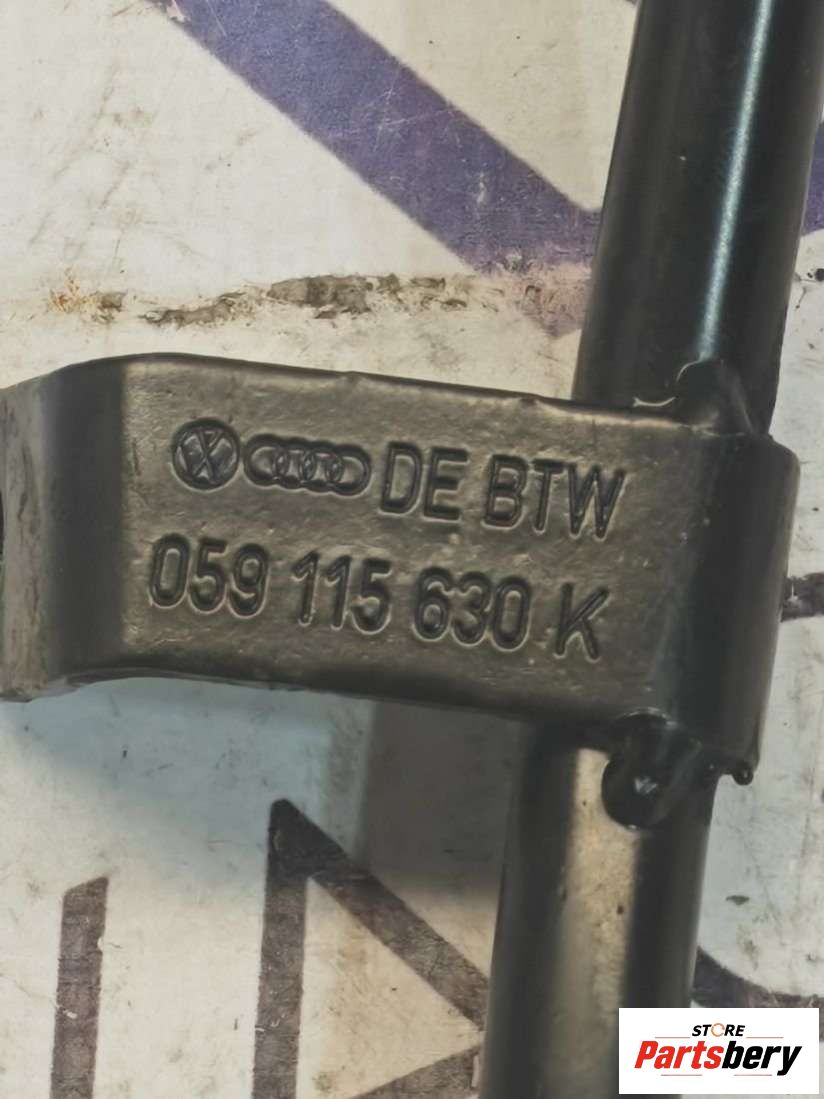 DE BTW
059 115 630 K
STORE
Partsbery